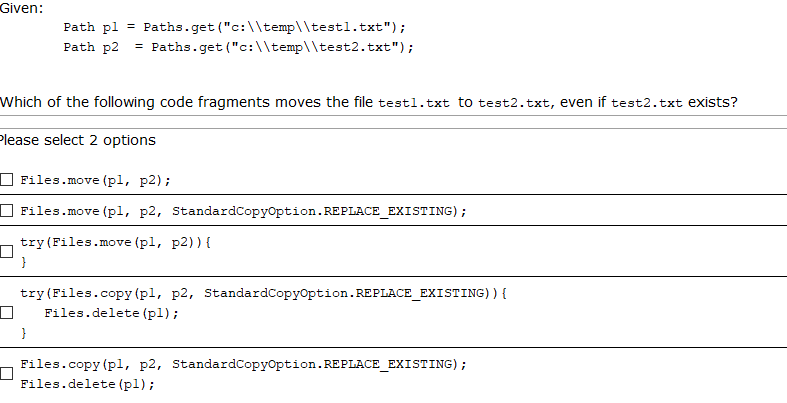 Given:
Path p1 = Paths.get("c:\\temp\\test1.txt");
Path p2 = Paths.get("c:\\temp\\test2.txt");
Which of the following code fragments moves the file test1.txt to test2.txt, even if test2.txt exists?
Please select 2 options
Files.move(p1, p2);
Files.move(p1, p2, StandardCopyOption.REPLACE_EXISTING);
try(Files.move(p1, p2)){
}
try(Files.copy(p1, p2, StandardCopyOption.REPLACE_EXISTING)){
Files.delete(p1);
}
Files.copy(p1, p2, StandardCopyOption.REPLACE_EXISTING);
Files.delete(p1);